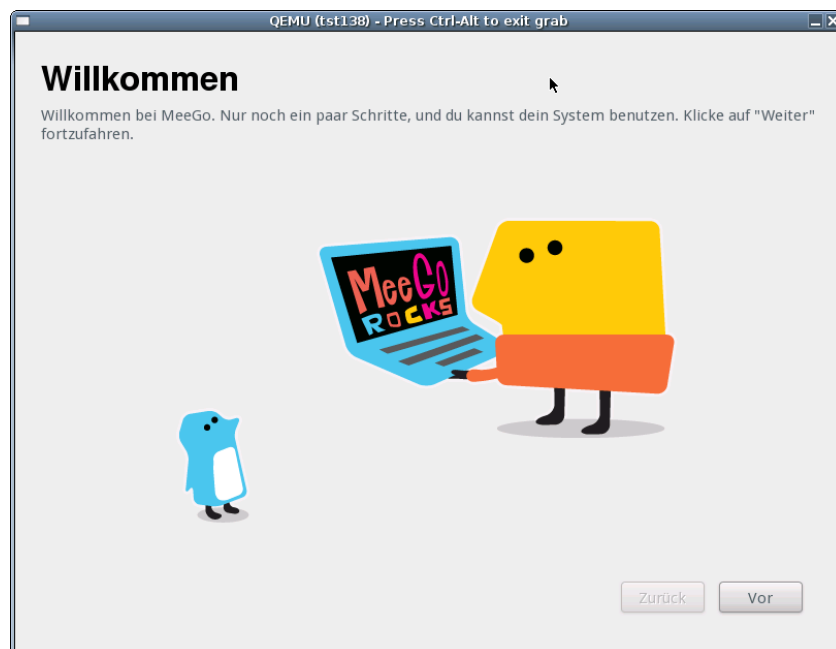 QEMU (tst138) - Press Ctrl-Alt to exit grab
Willkommen
Willkommen bei MeeGo. Nur noch ein paar Schritte, und du kannst dein System benutzen. Klicke auf "Weiter"
fortzufahren.
MeeGo
ROCKS
Zurück Vor